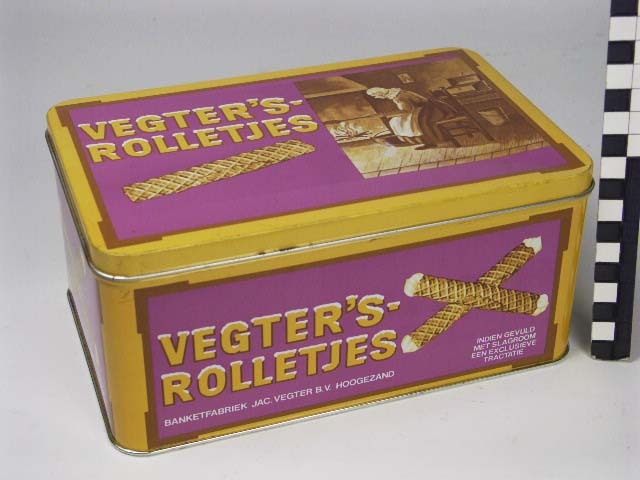 VEGTER'S-
ROLLETJES
VEGTER'S-
ROLLETJES
BANKETFABRIEK JAC. VEGTER B.V. HOOGEZAND
INDIEN GEVULD
MET SLAGROOM
EEN EXCLUSIEVE
TRACTATIE